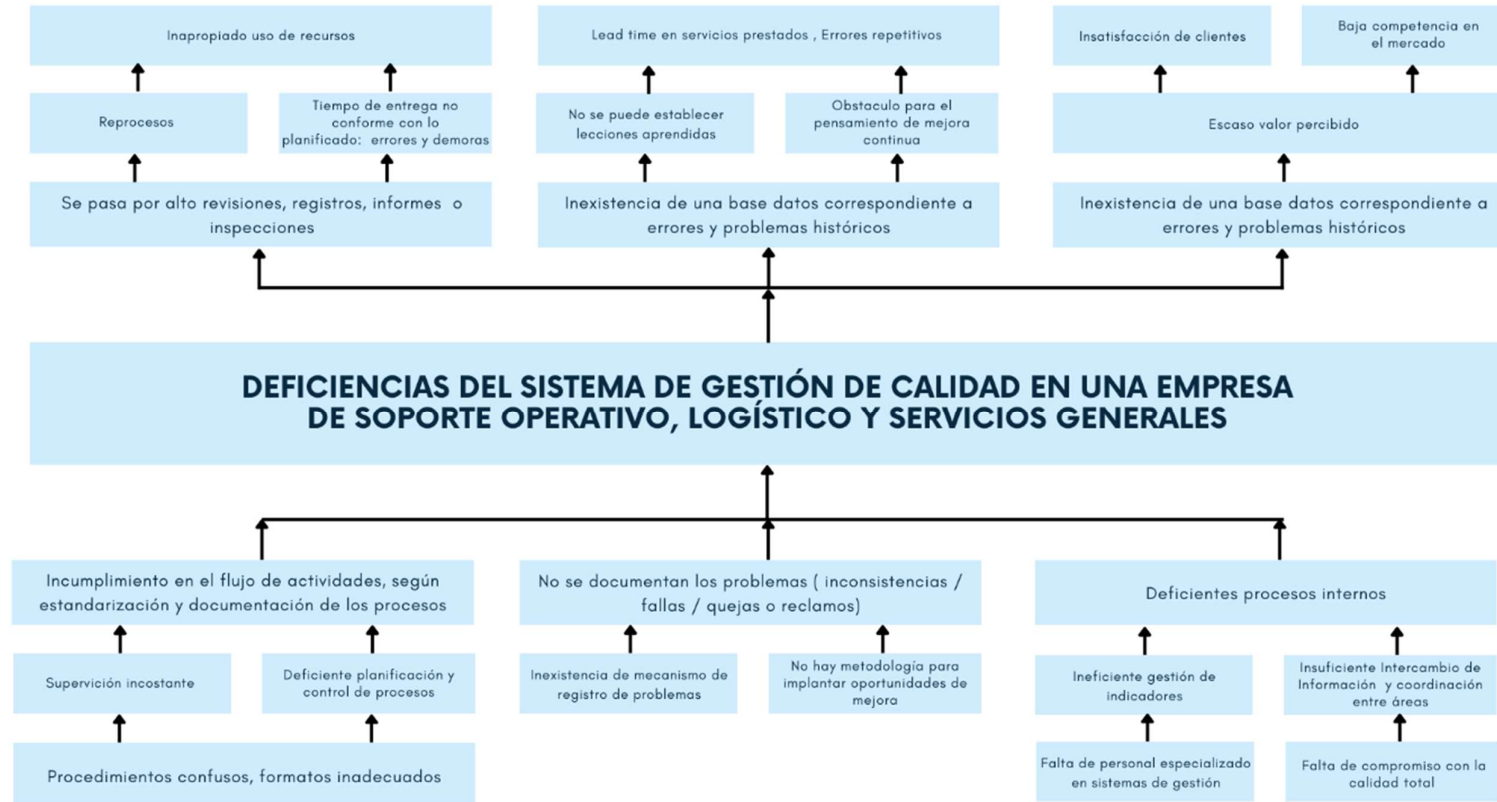 Inapropiado uso de recursos
Lead time en servicios prestados , Errores repetitivos
Insatisfacción de clientes
Baja competencia en
el mercado
Reprocesos
Tiempo de entrega no
conforme con lo
planificado: errores y demoras
No se puede establecer
lecciones aprendidas
Obstaculo para el
pensamiento de mejora
continua
Escaso valor percibido
Se pasa por alto revisiones, registros, informes o
inspecciones
Inexistencia de una base datos correspondiente a
errores y problemas históricos
Inexistencia de una base datos correspondiente a
errores y problemas históricos
DEFICIENCIAS DEL SISTEMA DE GESTIÓN DE CALIDAD EN UNA EMPRESA
DE SOPORTE OPERATIVO, LOGÍSTICO Y SERVICIOS GENERALES
Incumplimiento en el flujo de actividades, según
estandarización y documentación de los procesos
No se documentan los problemas ( inconsistencias /
fallas / quejas o reclamos)
Deficientes procesos internos
Supervición incostante
Deficiente planificación y
control de procesos
Inexistencia de mecanismo de
registro de problemas
No hay metodología para
implantar oportunidades de
mejora
Ineficiente gestión de
indicadores
Insuficiente Intercambio de
Información y coordinación
entre áreas
Procedimientos confusos, formatos inadecuados
Falta de personal especializado
en sistemas de gestión
Falta de compromiso con la
calidad total